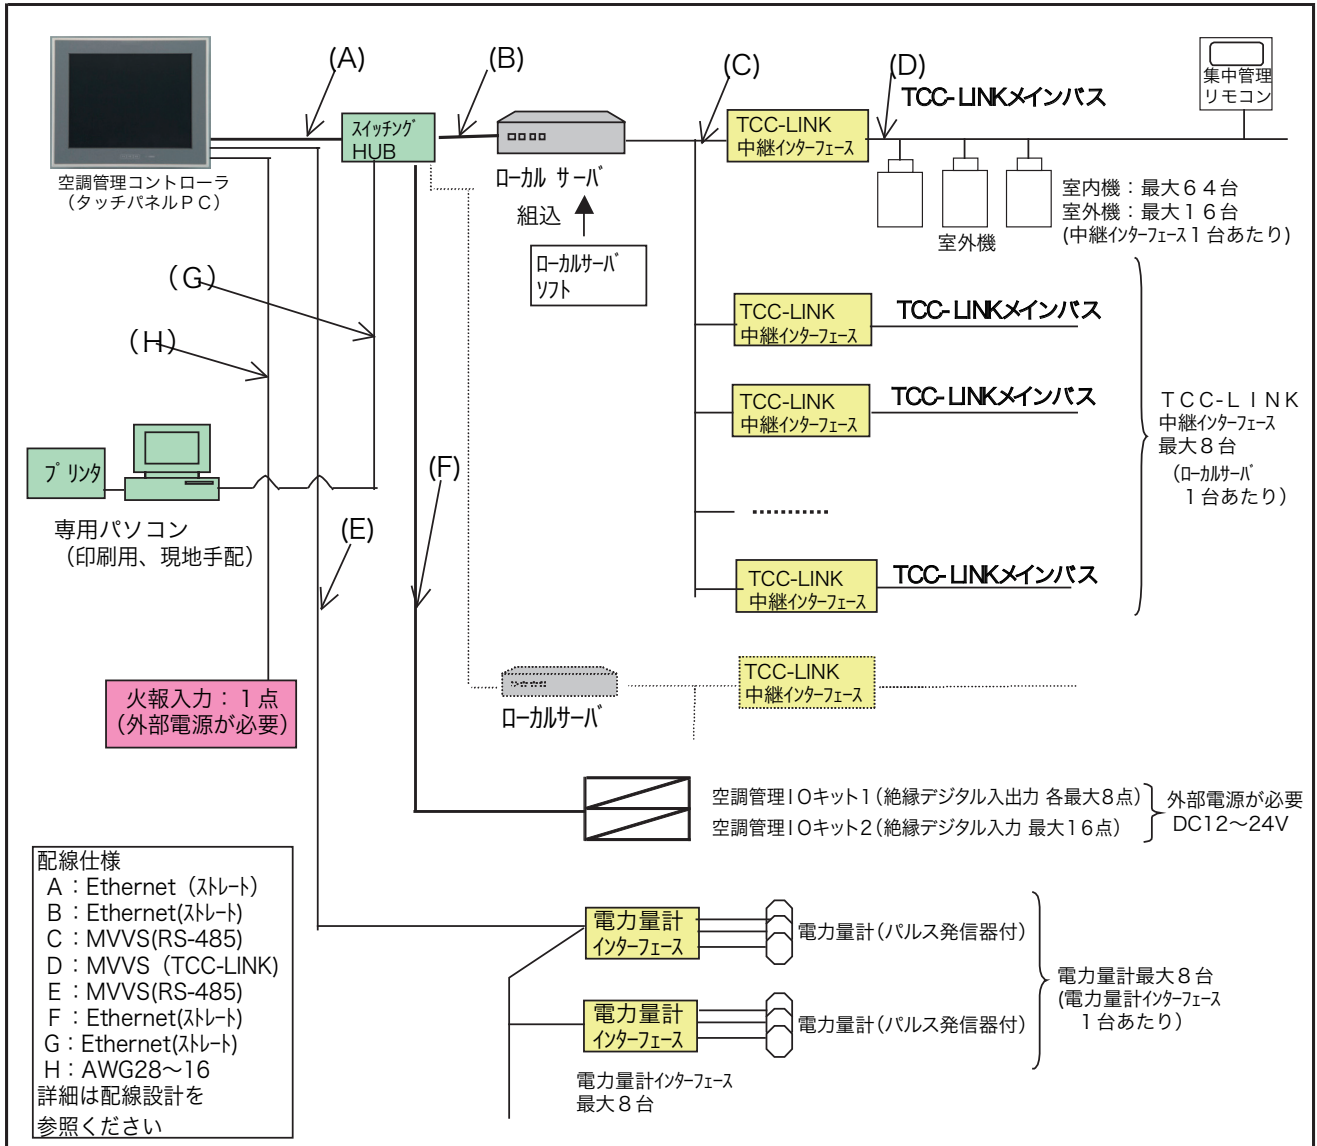 (A)
(B)
(C)
(D)
TCC-LINKメインバス
集中管理
リモコン
スイッチング
HUB
TCC-LINK
中継インターフェース
空調管理コントローラ
（タッチパネルＰＣ）
ローカル サーバ
組込
ローカルサーバ
ソフト
室外機
室内機：最大６４台
室外機：最大１６台
(中継インターフェース１台あたり)
（G）
（H）
TCC-LINK
中継インターフェース
TCC-LINKメインバス
TCC-LINK
中継インターフェース
TCC-LINKメインバス
ＴＣＣ-ＬＩＮＫ
中継インターフェース
最大８台
（ローカルサーバ
１台あたり）
プリンタ
専用パソコン
（印刷用、現地手配）
(F)
(E)
TCC-LINK
中継インターフェース
TCC-LINKメインバス
火報入力：１点
（外部電源が必要）
ローカルサーバ
TCC-LINK
中継インターフェース
空調管理ＩＯキット１（絶縁デジタル入出力 各最大８点）
空調管理ＩＯキット２（絶縁デジタル入力 最大１６点）
外部電源が必要
DC12～24V
配線仕様
A：Ethernet（ストレート）
B：Ethernet(ストレート)
C：MVVS(RS-485)
D：MVVS（TCC-LINK)
E：MVVS(RS-485)
F：Ethernet(ストレート)
G：Ethernet(ストレート)
H：AWG28～16
詳細は配線設計を
参照ください
電力量計
インターフェース
電力量計（パルス発信器付）
電力量計
インターフェース
電力量計（パルス発信器付）
電力量計インターフェース
最大８台
電力量計最大８台
(電力量計インターフェース
１台あたり）